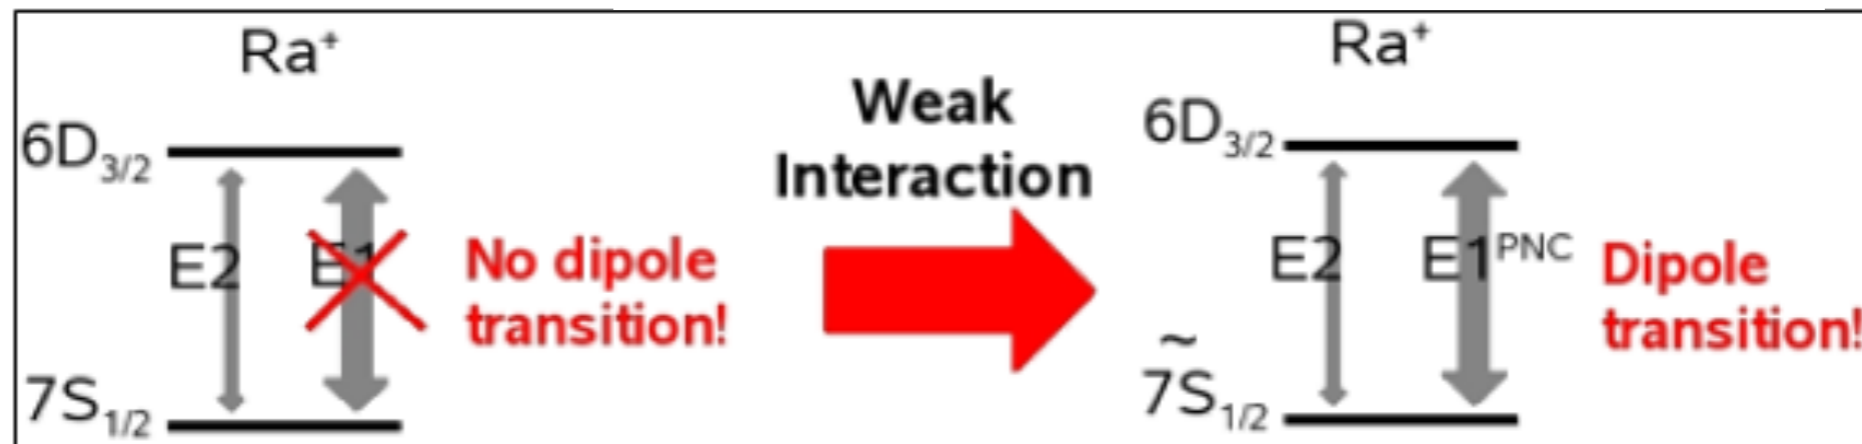 Ra⁺
6D₃/₂
E2
E1
No dipole
transition!
7S₁/₂
Weak
Interaction
Ra⁺
6D₃/₂
E2
E1ᴾᴺᶜ
Dipole
transition!
~
7S₁/₂